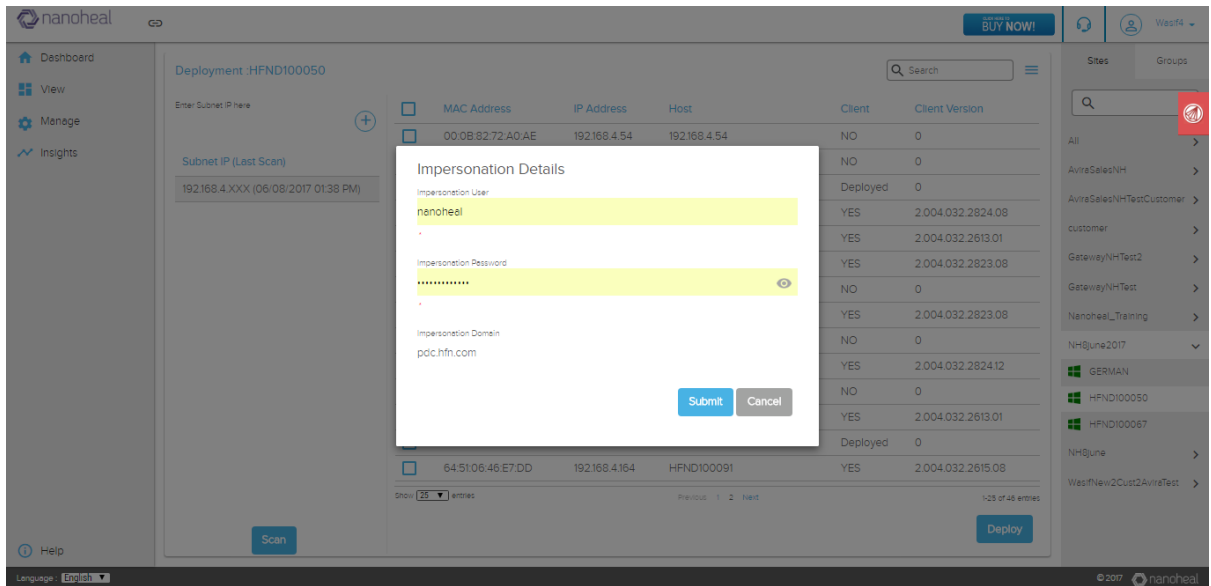 nanoheal
CLICK HERE TO
BUY NOW!
Wasif4
Dashboard
View
Manage
Insights
Help
Deployment :HFND100050
Search
Enter Subnet IP here
Subnet IP (Last Scan)
192.168.4.XXX (06/08/2017 01:38 PM)
Scan
MAC Address IP Address Host Client Client Version
00:0B:82:72:A0:AE 192.168.4.54 192.168.4.54 NO 0
NO 0
Deployed 0
YES 2.004.032.2824.08
YES 2.004.032.2613.01
YES 2.004.032.2823.08
NO 0
YES 2.004.032.2823.08
NO 0
YES 2.004.032.2824.12
NO 0
YES 2.004.032.2613.01
Deployed 0
64:51:06:46:E7:DD 192.168.4.164 HFND100091 YES 2.004.032.2615.08
Show 25 entries
Previous 1 2 Next
1-25 of 46 entries
Deploy
Impersonation Details
Impersonation User
nanoheal
*
Impersonation Password
•••••••••••••
*
Impersonation Domain
pdc.hfn.com
Submit Cancel
Sites Groups
All
AviraSalesNH
AviraSalesNHTestCustomer
customer
GatewayNHTest2
GatewayNHTest
Nanoheal_Training
NH8june2017
GERMAN
HFND100050
HFND100067
NH8june
WasifNew2Cust2AviraTest
Language : English
© 2017 nanoheal